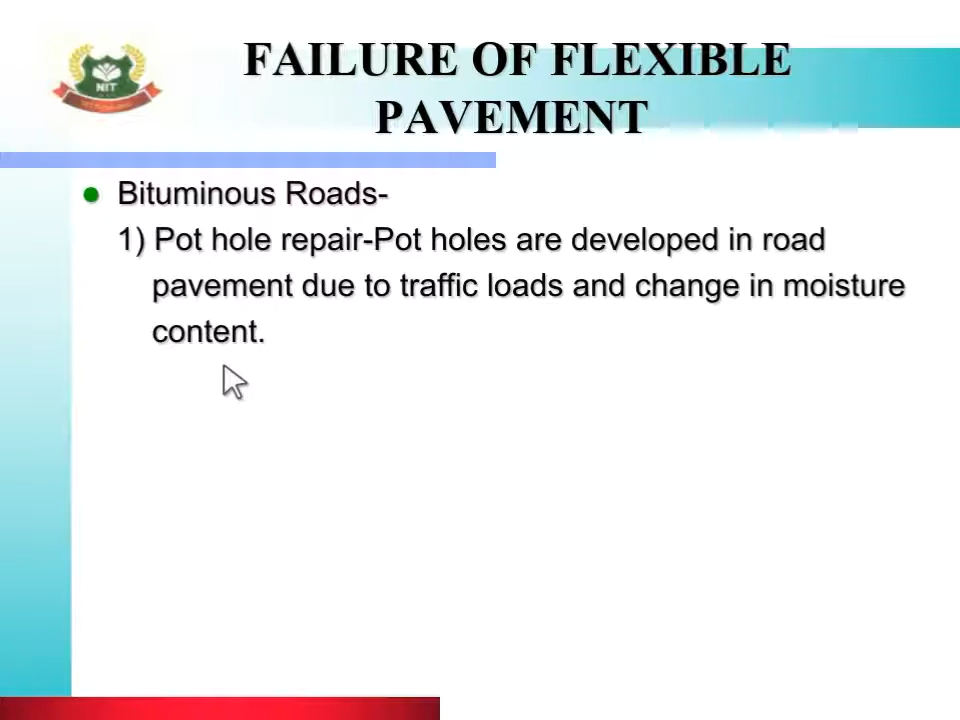 FAILURE OF FLEXIBLE
PAVEMENT
NIT
Bituminous Roads-
1) Pot hole repair-Pot holes are developed in road
pavement due to traffic loads and change in moisture
content.